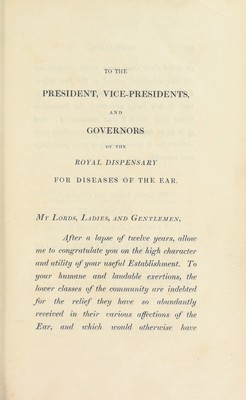 TO THE
PRESIDENT, VICE-PRESIDENTS,
AND
GOVERNORS
OF THE
ROYAL DISPENSARY
FOR DISEASES OF THE EAR.
MY LORDS, LADIES, AND GENTLEMEN,
After a lapse of twelve years, allow
me to congratulate you on the high character
and utility of your useful Establishment. To
your humane and laudable exertions, the
lower classes of the community are indebted
for the relief they have so abundantly
received in their various affections of the
Ear, and which would otherwise have